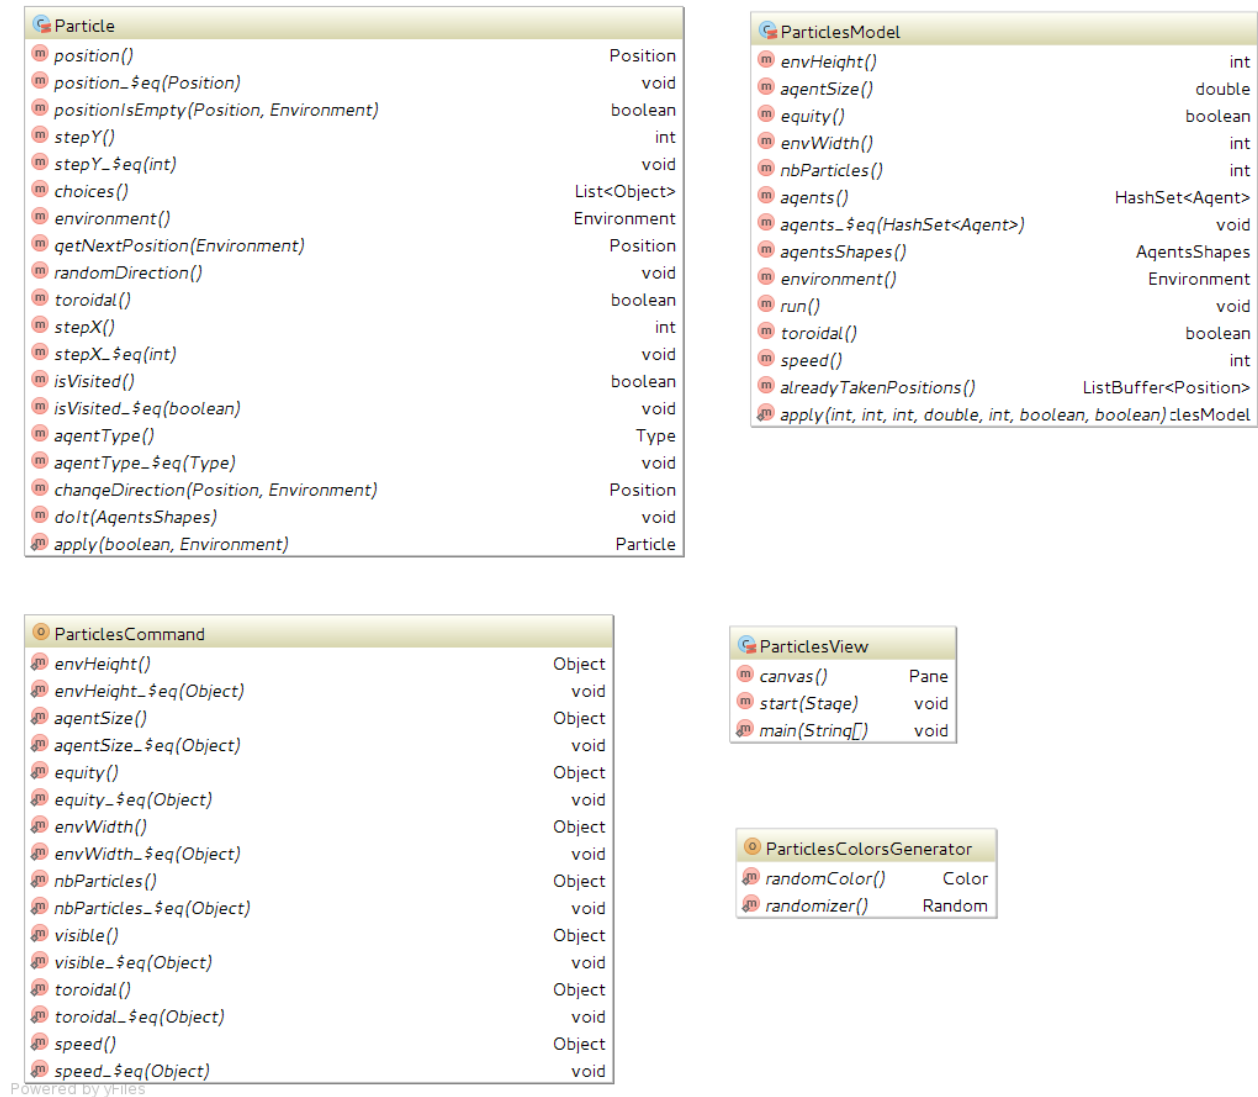 Particle
position() Position
position_$eq(Position) void
positionIsEmpty(Position, Environment) boolean
stepY() int
stepY_$eq(int) void
choices() List<Object>
environment() Environment
getNextPosition(Environment) Position
randomDirection() void
toroidal() boolean
stepX() int
stepX_$eq(int) void
isVisited() boolean
isVisited_$eq(boolean) void
agentType() Type
agentType_$eq(Type) void
changeDirection(Position, Environment) Position
doIt(AgentsShapes) void
apply(boolean, Environment) Particle
ParticlesModel
envHeight() int
agentSize() double
equity() boolean
envWidth() int
nbParticles() int
agents() HashSet<Agent>
agents_$eq(HashSet<Agent>) void
agentsShapes() AgentsShapes
environment() Environment
run() void
toroidal() boolean
speed() int
alreadyTakenPositions() ListBuffer<Position>
apply(int, int, int, double, int, boolean, boolean) :lesModel
ParticlesCommand
envHeight() Object
envHeight_$eq(Object) void
agentSize() Object
agentSize_$eq(Object) void
equity() Object
equity_$eq(Object) void
envWidth() Object
envWidth_$eq(Object) void
nbParticles() Object
nbParticles_$eq(Object) void
visible() Object
visible_$eq(Object) void
toroidal() Object
toroidal_$eq(Object) void
speed() Object
speed_$eq(Object) void
ParticlesView
canvas() Pane
start(Stage) void
main(String[]) void
ParticlesColorsGenerator
randomColor() Color
randomizer() Random
Powered by yFiles